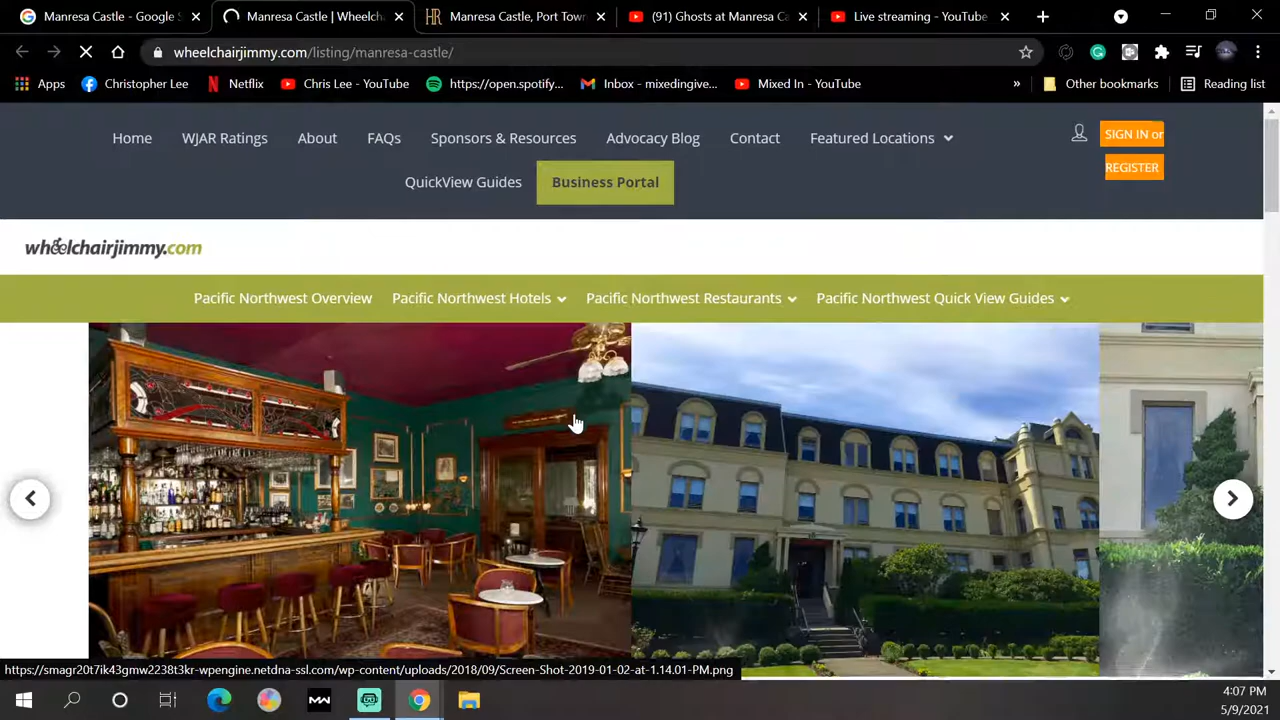 Manresa Castle - Google S
Manresa Castle | Wheelch
Manresa Castle, Port Town
(91) Ghosts at Manresa Ca
Live streaming - YouTube
wheelchairjimmy.com/listing/manresa-castle/
Apps
Christopher Lee
Netflix
Chris Lee - YouTube
https://open.spotify...
Inbox - mixedingive...
Mixed In - YouTube
»
Other bookmarks
Reading list
Home
WJAR Ratings
About
FAQs
Sponsors & Resources
Advocacy Blog
Contact
Featured Locations
SIGN IN or
REGISTER
QuickView Guides
Business Portal
wheelchairjimmy.com
Pacific Northwest Overview
Pacific Northwest Hotels
Pacific Northwest Restaurants
Pacific Northwest Quick View Guides
https://smagr20t7ik43gmw2238t3kr-wpengine.netdna-ssl.com/wp-content/uploads/2018/09/Screen-Shot-2019-01-02-at-1.14.01-PM.png
4:07 PM
5/9/2021